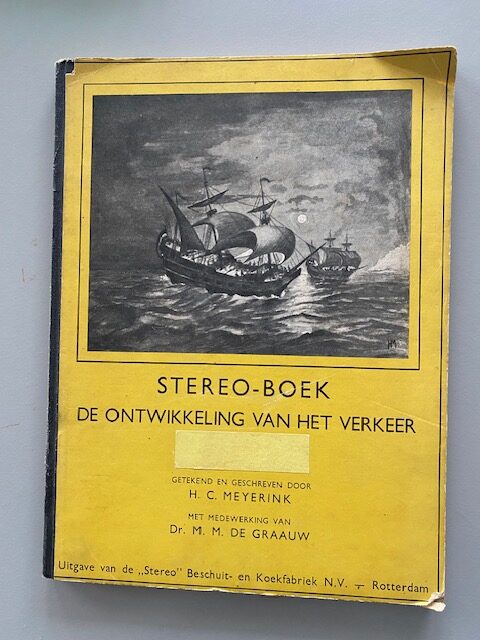 HM
STEREO-BOEK
DE ONTWIKKELING VAN HET VERKEER
GETEKEND EN GESCHREVEN DOOR
H. C. MEYERINK
MET MEDEWERKING VAN
Dr. M. M. DE GRAAUW
Uitgave van de „Stereo" Beschuit- en Koekfabriek N.V. - Rotterdam